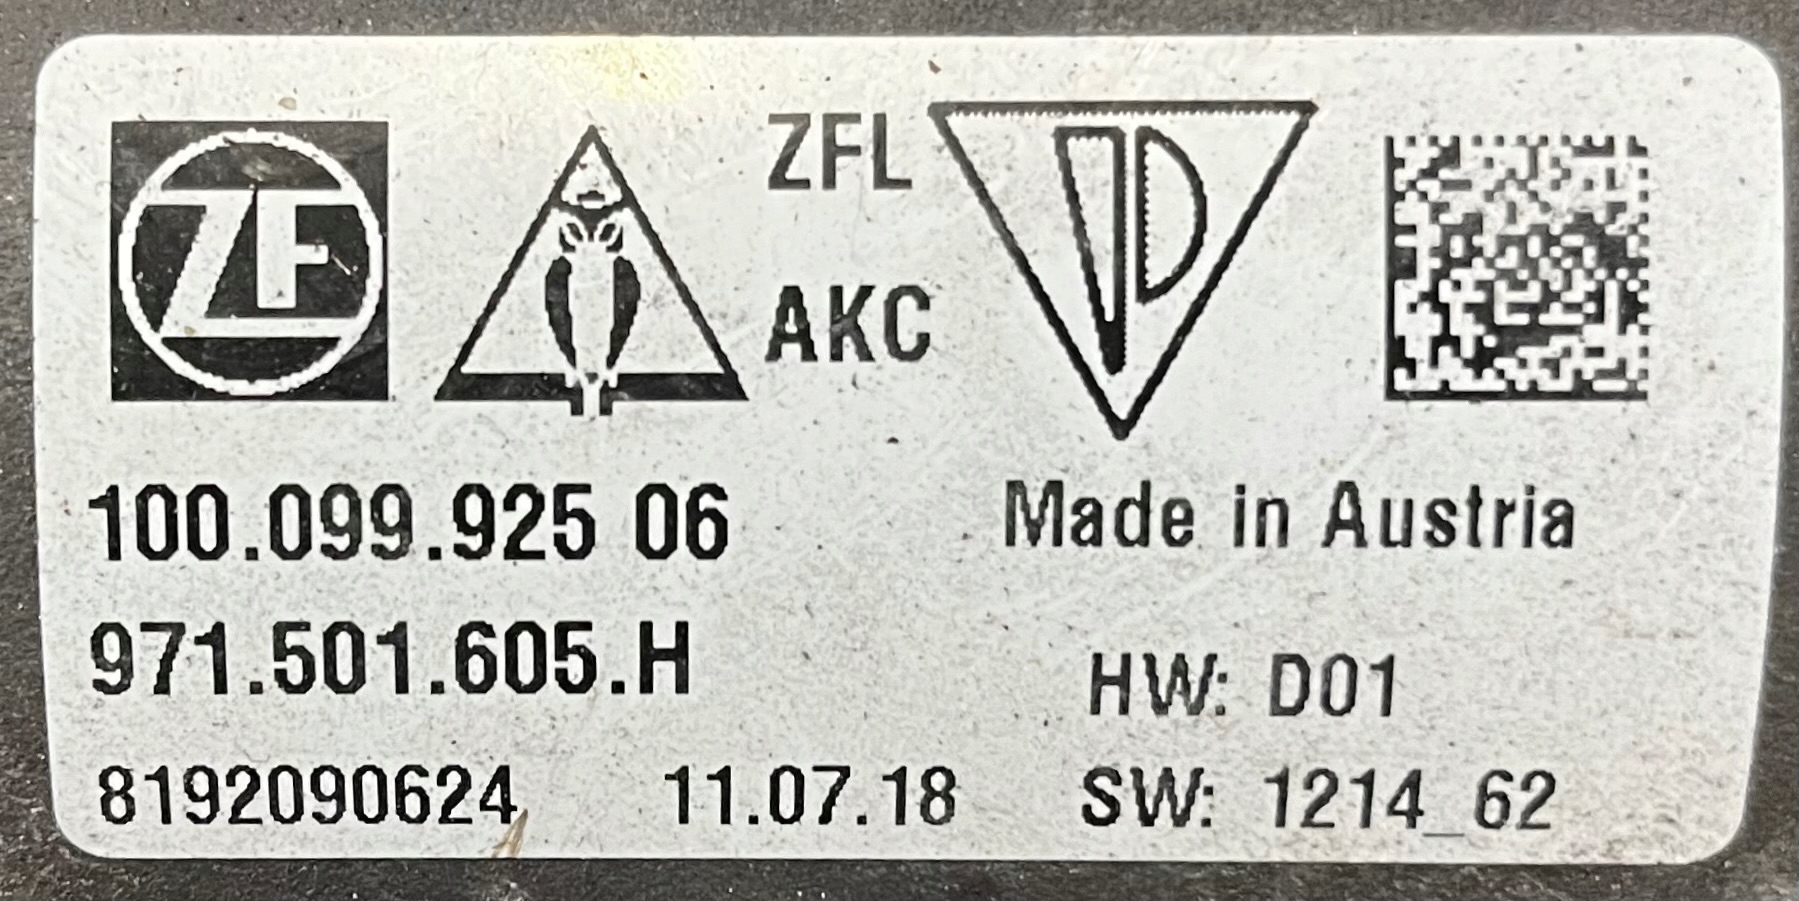 ZF
ZFL
AKC
100.099.925 06
Made in Austria
971.501.605.H
HW: D01
8192090624
11.07.18
SW: 1214_62